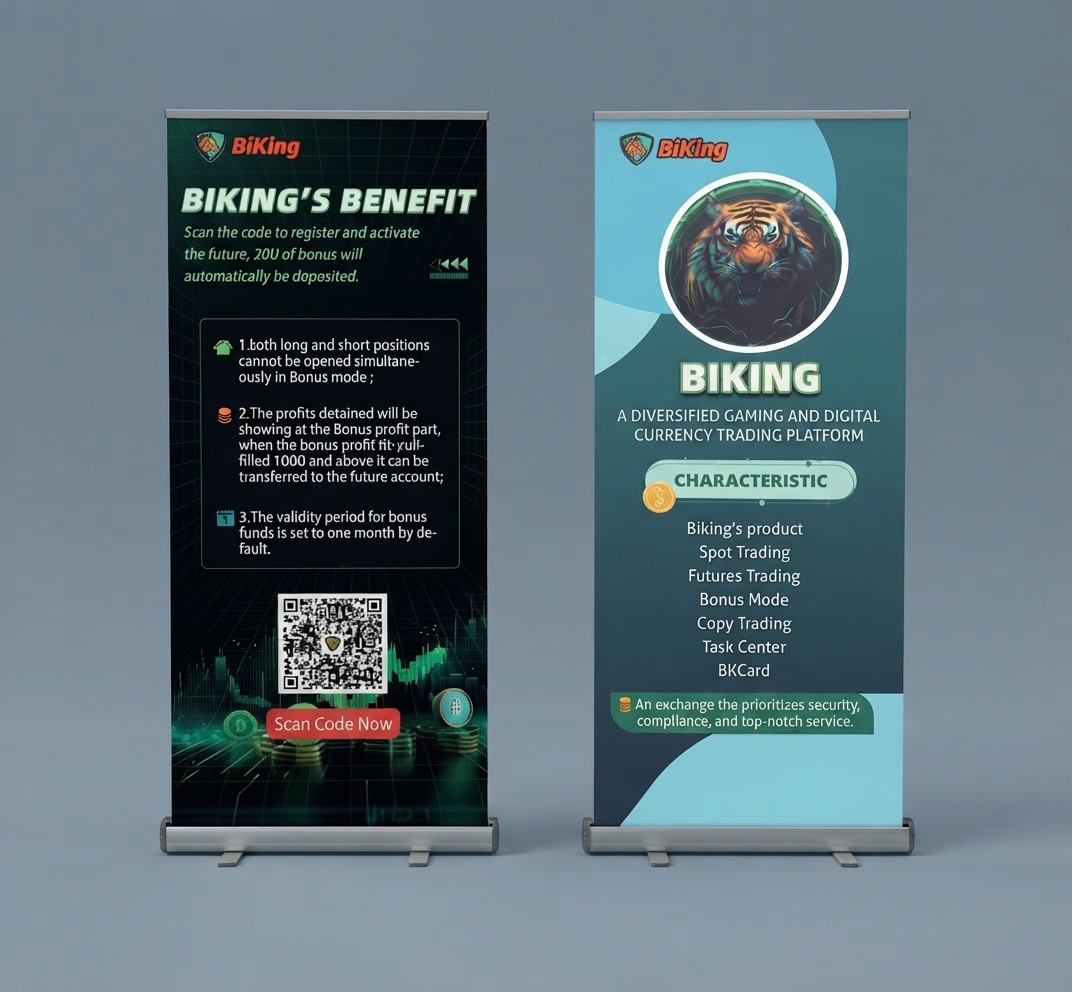 BiKing
BIKING'S BENEFIT
Scan the code to register and activate
the future, 20U of bonus will
automatically be deposited.
1.both long and short positions
cannot be opened simultane-
ously in Bonus mode ;
2.The profits detained will be
showing at the Bonus profit part,
when the bonus profit
filled 1000 and above it can be
transferred to the future account;
3.The validity period for bonus
funds is set to one month by de-
fault.
Scan Code Now
BiKing
BIKING
A DIVERSIFIED GAMING AND DIGITAL
CURRENCY TRADING PLATFORM
CHARACTERISTIC
Biking's product
Spot Trading
Futures Trading
Bonus Mode
Copy Trading
Task Center
BKCard
An exchange the prioritizes security,
compliance, and top-notch service.